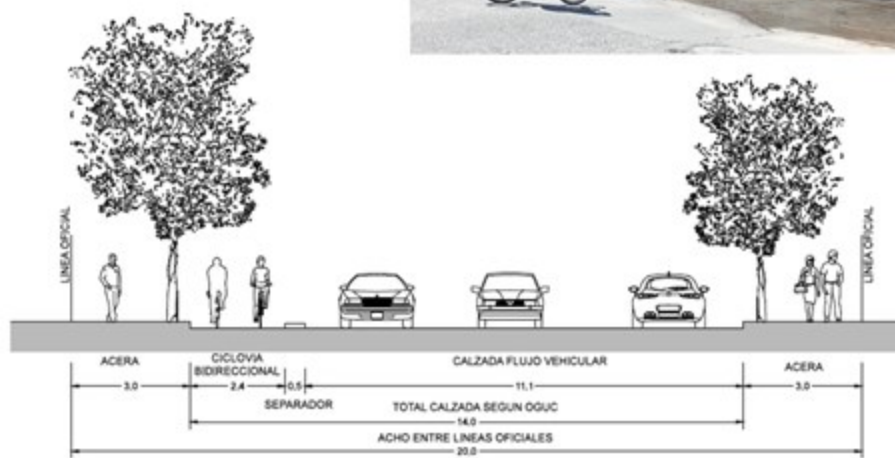 LINEA OFICIAL
LINEA OFICIAL
ACERA
CICLOVIA
BIDIRECCIONAL
CALZADA FLUJO VEHICULAR
ACERA
3,0
2,4
0,5
11,1
3,0
SEPARADOR
TOTAL CALZADA SEGUN OGUC
14,0
ACHO ENTRE LINEAS OFICIALES
20,0